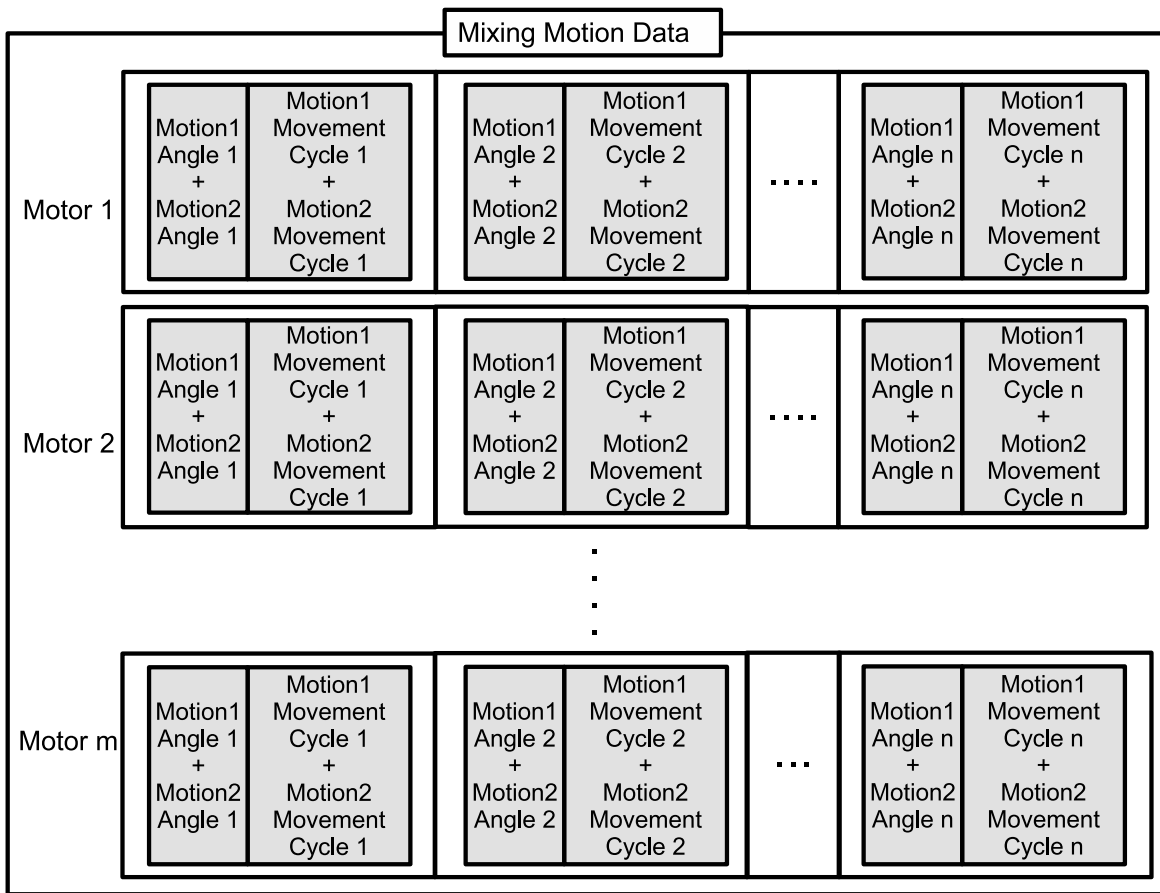 Mixing Motion Data
Motor 1
Motion1
Angle 1
+
Motion2
Angle 1
Motion1
Movement
Cycle 1
+
Motion2
Movement
Cycle 1
Motion1
Angle 2
+
Motion2
Angle 2
Motion1
Movement
Cycle 2
+
Motion2
Movement
Cycle 2
....
Motion1
Angle n
+
Motion2
Angle n
Motion1
Movement
Cycle n
+
Motion2
Movement
Cycle n
Motor 2
Motion1
Angle 1
+
Motion2
Angle 1
Motion1
Movement
Cycle 1
+
Motion2
Movement
Cycle 1
Motion1
Angle 2
+
Motion2
Angle 2
Motion1
Movement
Cycle 2
+
Motion2
Movement
Cycle 2
....
Motion1
Angle n
+
Motion2
Angle n
Motion1
Movement
Cycle n
+
Motion2
Movement
Cycle n
.
.
.
.
Motor m
Motion1
Angle 1
+
Motion2
Angle 1
Motion1
Movement
Cycle 1
+
Motion2
Movement
Cycle 1
Motion1
Angle 2
+
Motion2
Angle 2
Motion1
Movement
Cycle 2
+
Motion2
Movement
Cycle 2
...
Motion1
Angle n
+
Motion2
Angle n
Motion1
Movement
Cycle n
+
Motion2
Movement
Cycle n